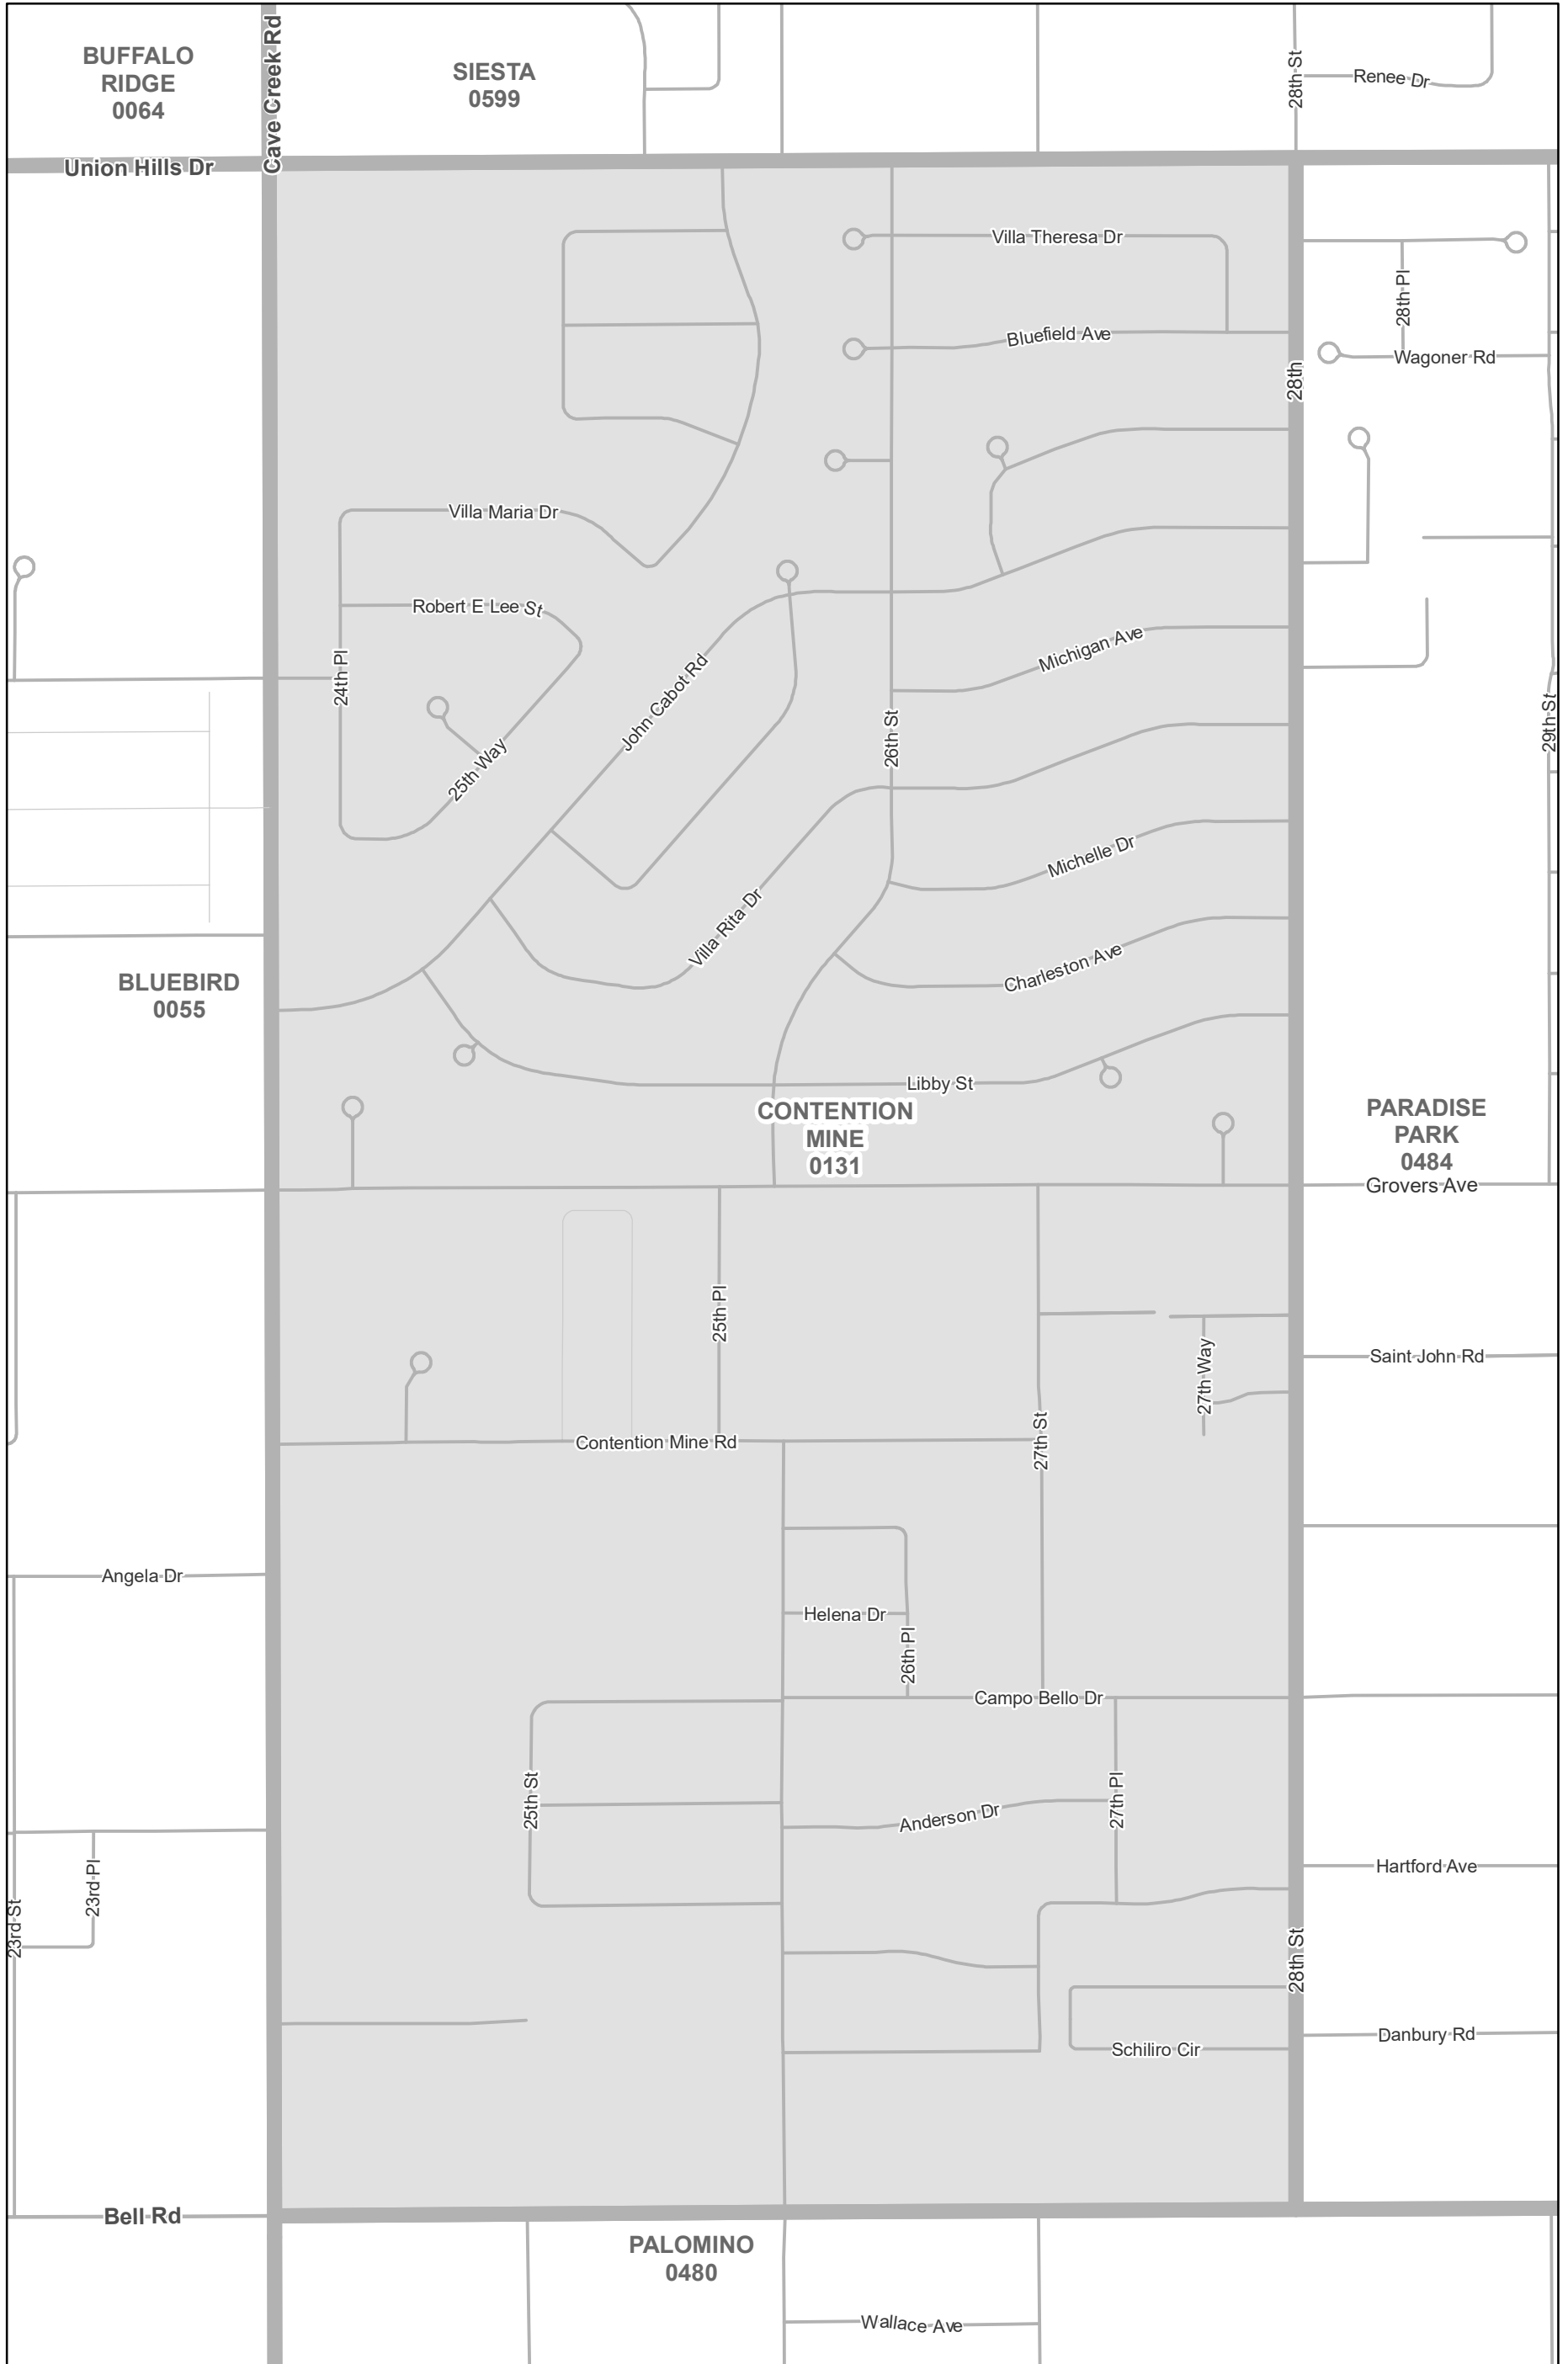 BUFFALO
RIDGE
0064
Cave Creek Rd
SIESTA
0599
28th St
Renee Dr
Union Hills Dr
Villa Theresa Dr
28th Pl
Bluefield Ave
Wagoner Rd
28th
Villa Maria Dr
Robert E Lee St
24th Pl
John Cabot Rd
Michigan Ave
26th St
29th St
25th Way
Michelle Dr
Villa Rita Dr
Charleston Ave
BLUEBIRD
0055
Libby St
CONTENTION
MINE
0131
PARADISE
PARK
0484
Grovers Ave
25th Pl
Saint John Rd
27th Way
27th St
Contention Mine Rd
Angela Dr
Helena Dr
26th Pl
Campo Bello Dr
25th St
Anderson Dr
27th Pl
Hartford Ave
23rd Pl
23rd St
28th St
Danbury Rd
Schiliro Cir
Bell Rd
PALOMINO
0480
Wallace Ave